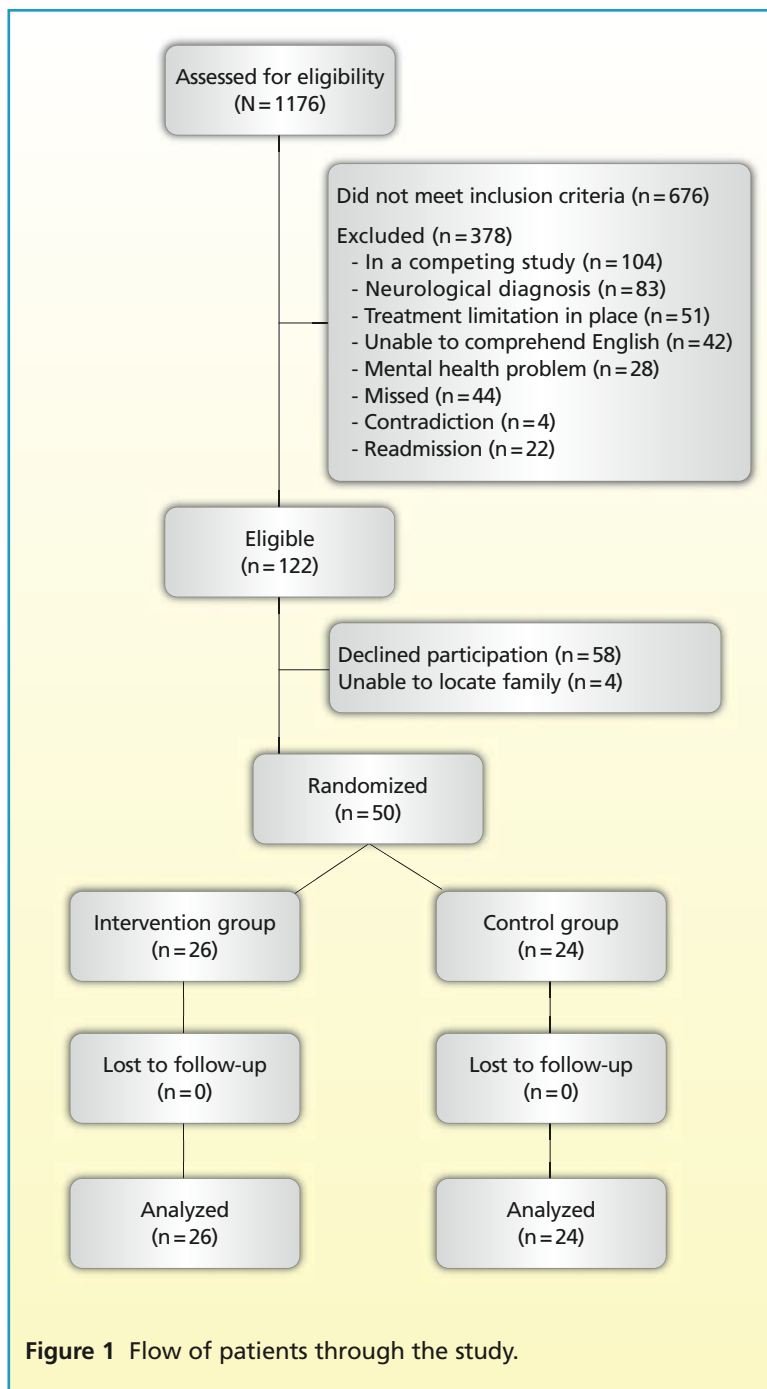 Assessed for eligibility
(N=1176)
Did not meet inclusion criteria (n=676)
Excluded (n=378)
- In a competing study (n=104)
- Neurological diagnosis (n=83)
- Treatment limitation in place (n=51)
- Unable to comprehend English (n=42)
- Mental health problem (n=28)
- Missed (n=44)
- Contradiction (n=4)
- Readmission (n=22)
Eligible
(n=122)
Declined participation (n=58)
Unable to locate family (n=4)
Randomized
(n=50)
Intervention group
(n=26)
Control group
(n=24)
Lost to follow-up
(n=0)
Lost to follow-up
(n=0)
Analyzed
(n=26)
Analyzed
(n=24)
Figure 1 Flow of patients through the study.